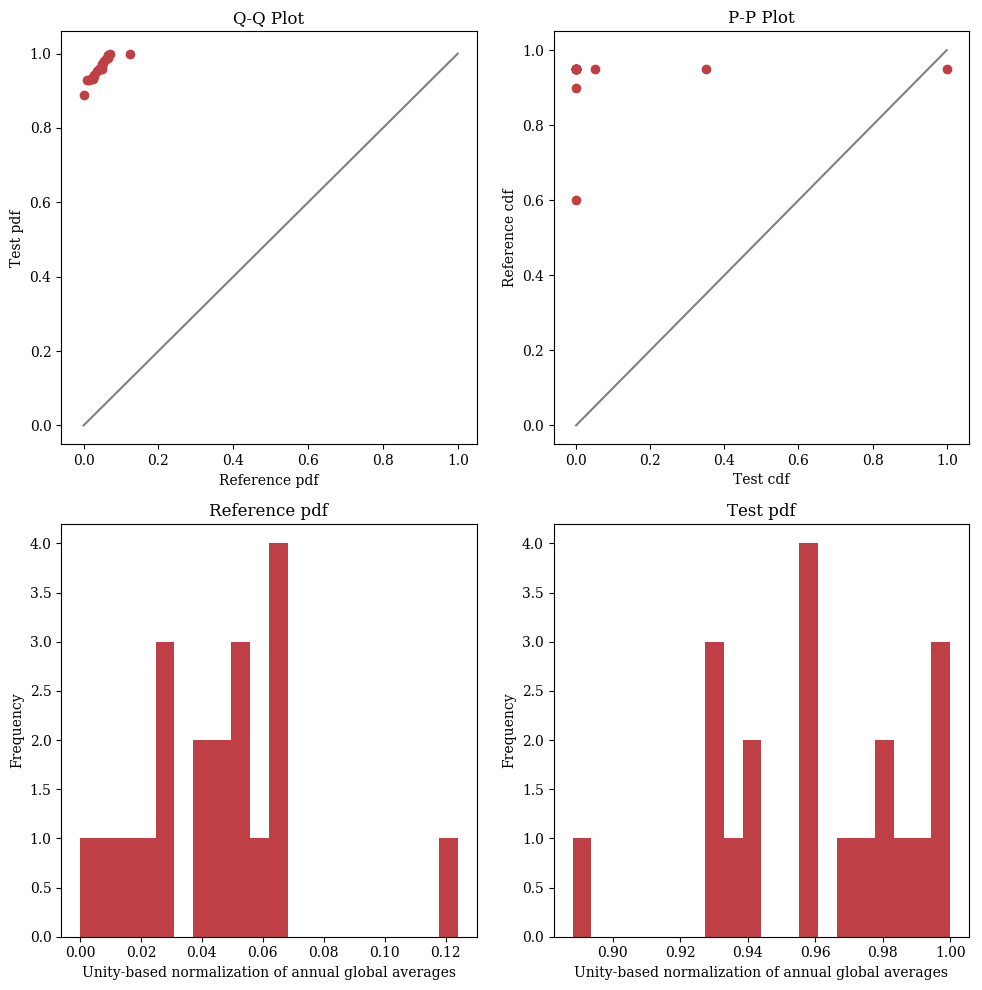 Q-Q Plot
1.0
0.8
0.6
0.4
0.2
0.0
Test pdf
0.0 0.2 0.4 0.6 0.8 1.0
Reference pdf
P-P Plot
1.0
0.8
0.6
0.4
0.2
0.0
Reference cdf
0.0 0.2 0.4 0.6 0.8 1.0
Test cdf
Reference pdf
4.0
3.5
3.0
2.5
2.0
1.5
1.0
0.5
0.0
Frequency
0.00 0.02 0.04 0.06 0.08 0.10 0.12
Unity-based normalization of annual global averages
Test pdf
4.0
3.5
3.0
2.5
2.0
1.5
1.0
0.5
0.0
Frequency
0.90 0.92 0.94 0.96 0.98 1.00
Unity-based normalization of annual global averages